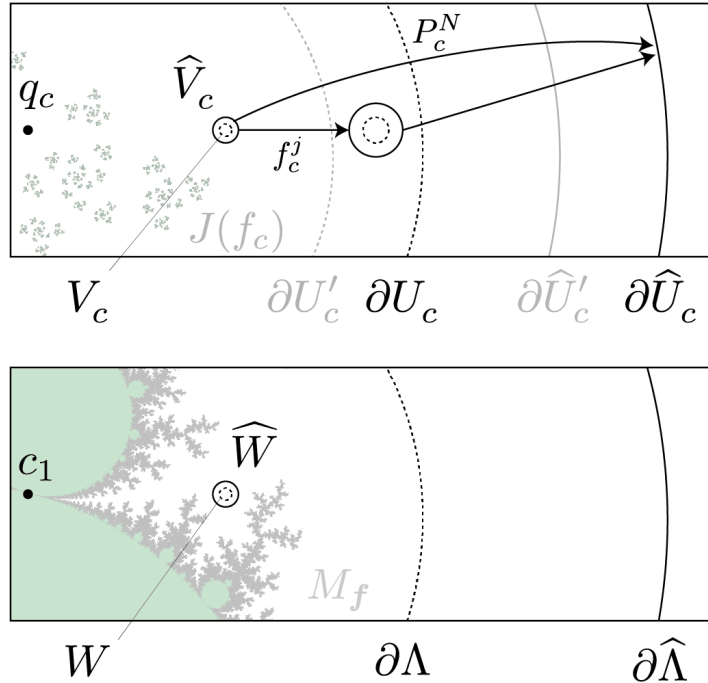 P_c^N
q_c
\widehat{V}_c
f_c^j
J(f_c)
V_c ∂U'_c ∂U_c ∂\widehat{U}'_c ∂\widehat{U}_c
c_1
\widehat{W}
M_f
W ∂Λ ∂\widehat{Λ}